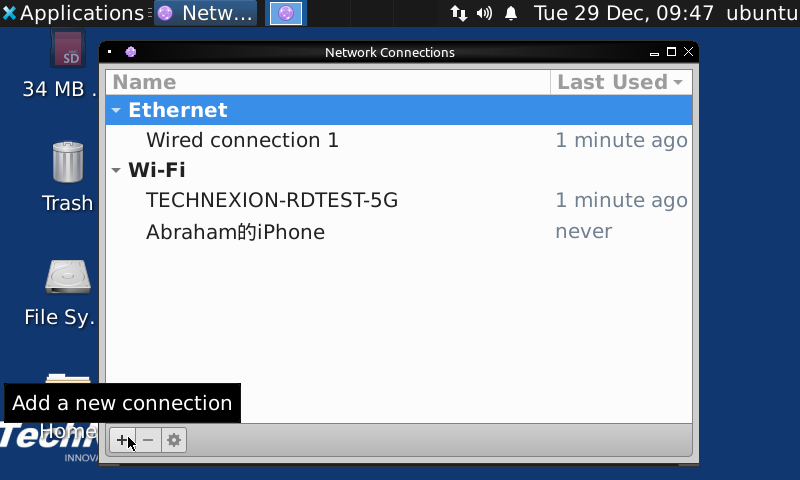 Applications
Netw...
Tue 29 Dec, 09:47 ubuntu
SD
34 MB .
Trash
File Sy.
Home
INNOV
Network Connections
Name Last Used
Ethernet
Wired connection 1 1 minute ago
Wi-Fi
TECHNEXION-RDTEST-5G 1 minute ago
Abraham的iPhone never
Add a new connection